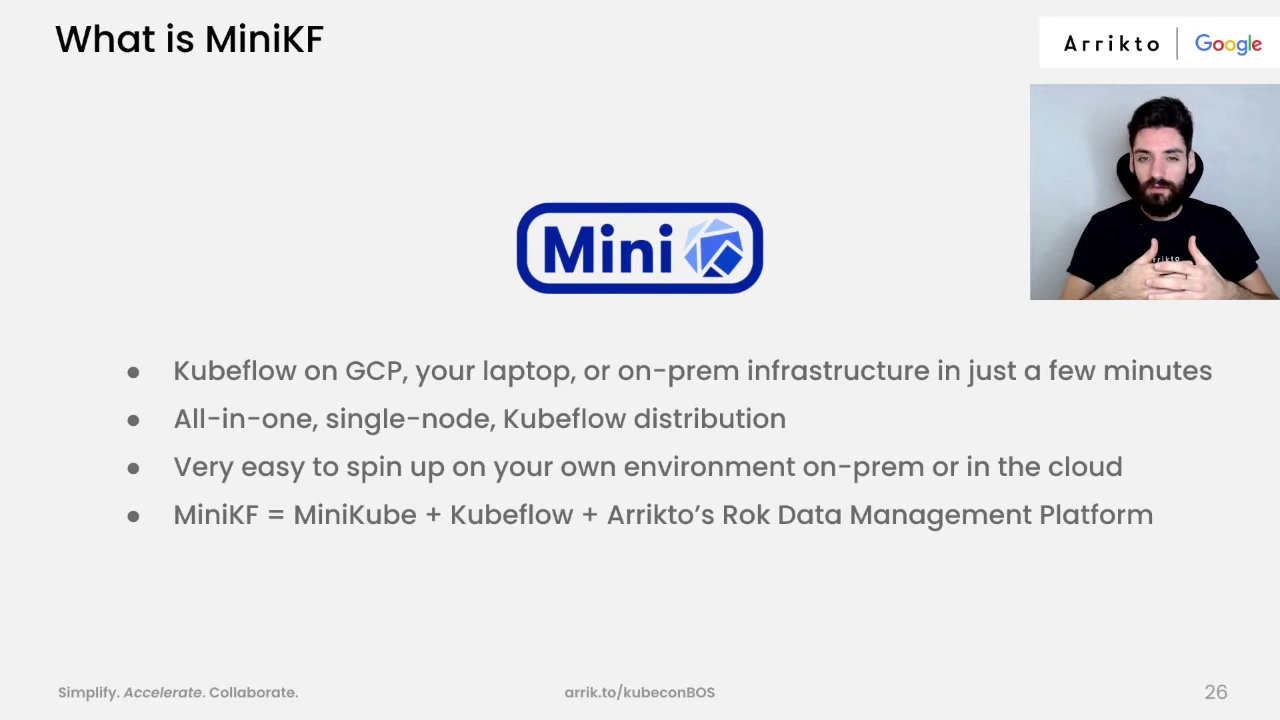 What is MiniKF
Arrikto | Google
Mini
arrikto
● Kubeflow on GCP, your laptop, or on-prem infrastructure in just a few minutes
● All-in-one, single-node, Kubeflow distribution
● Very easy to spin up on your own environment on-prem or in the cloud
● MiniKF = MiniKube + Kubeflow + Arrikto’s Rok Data Management Platform
Simplify. Accelerate. Collaborate.
arrik.to/kubeconBOS
26